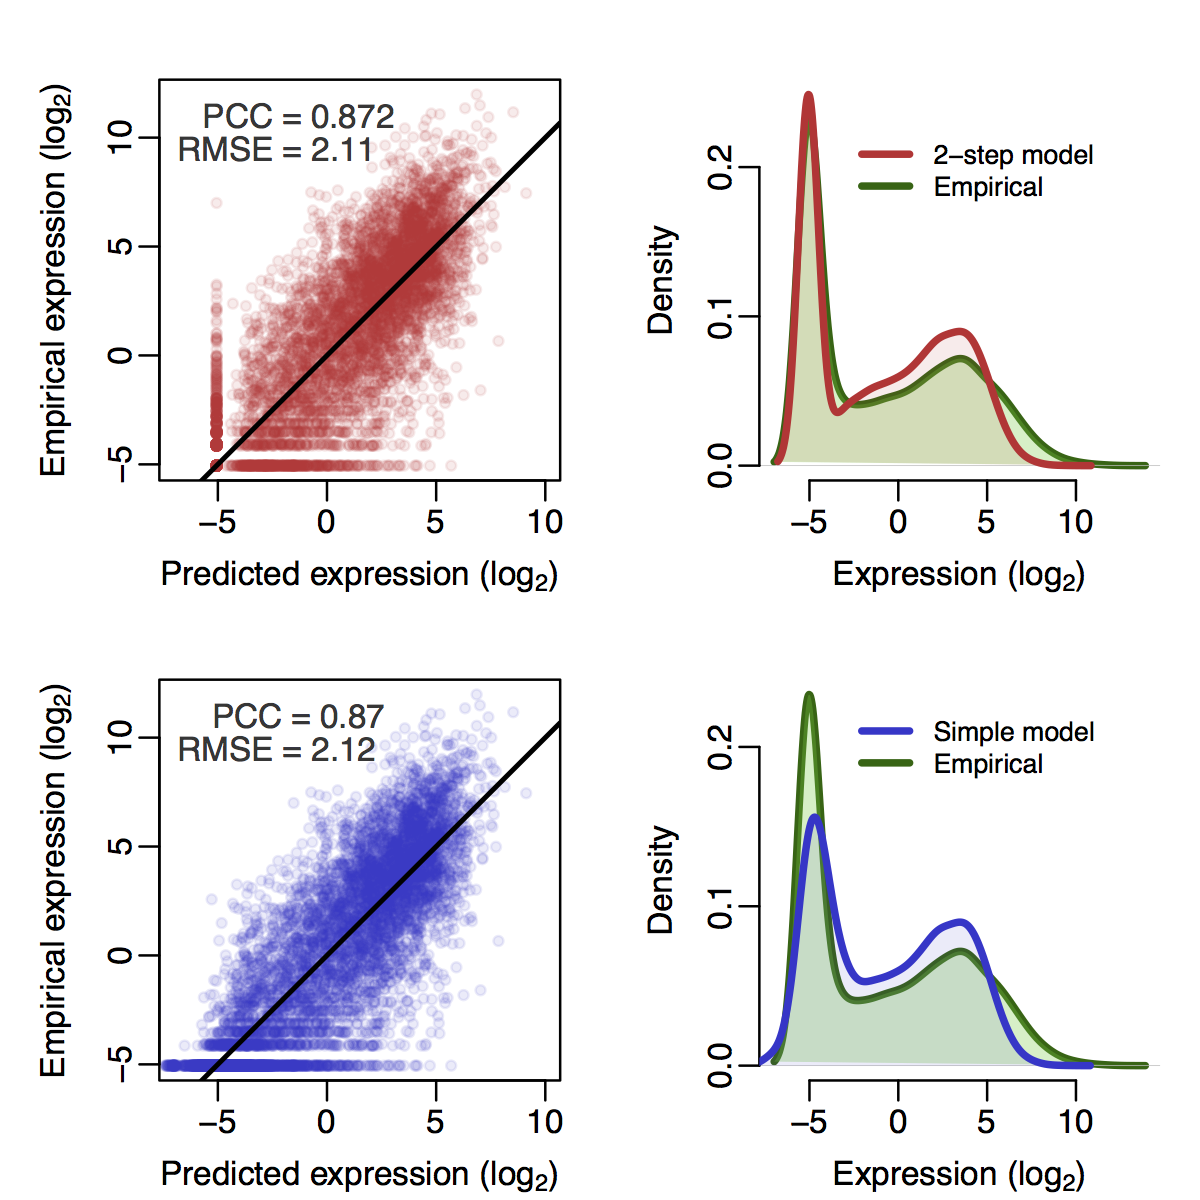 PCC = 0.872
RMSE = 2.11
Empirical expression (log2)
10
5
0
−5
−5 0 5 10
Predicted expression (log2)
2−step model
Empirical
Density
0.2
0.1
0.0
−5 0 5 10
Expression (log2)
PCC = 0.87
RMSE = 2.12
Empirical expression (log2)
10
5
0
−5
−5 0 5 10
Predicted expression (log2)
Simple model
Empirical
Density
0.2
0.1
0.0
−5 0 5 10
Expression (log2)